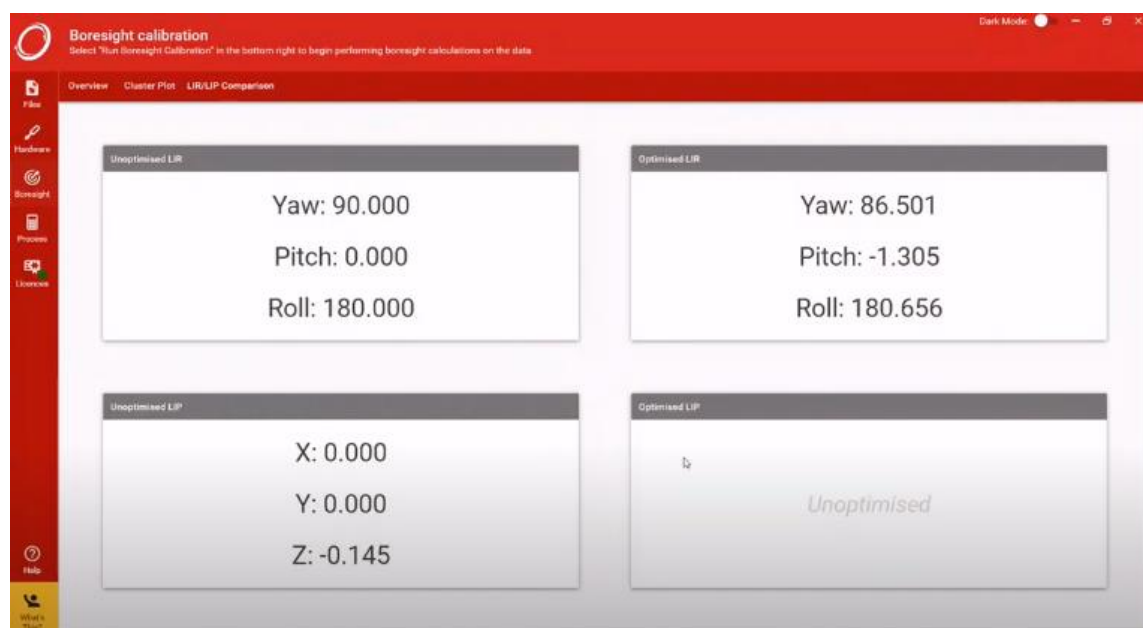 Boresight calibration
Select "Run Boresight Calibration" in the bottom right to begin performing boresight calculations on the data
Dark Mode:
Overview Cluster Plot LIR/LIP Comparison
Files
Hardware
Boresight
Process
Licences
Help
What's
This?
Unoptimised LIR
Yaw: 90.000
Pitch: 0.000
Roll: 180.000
Optimised LIR
Yaw: 86.501
Pitch: -1.305
Roll: 180.656
Unoptimised LIP
X: 0.000
Y: 0.000
Z: -0.145
Optimised LIP
Unoptimised